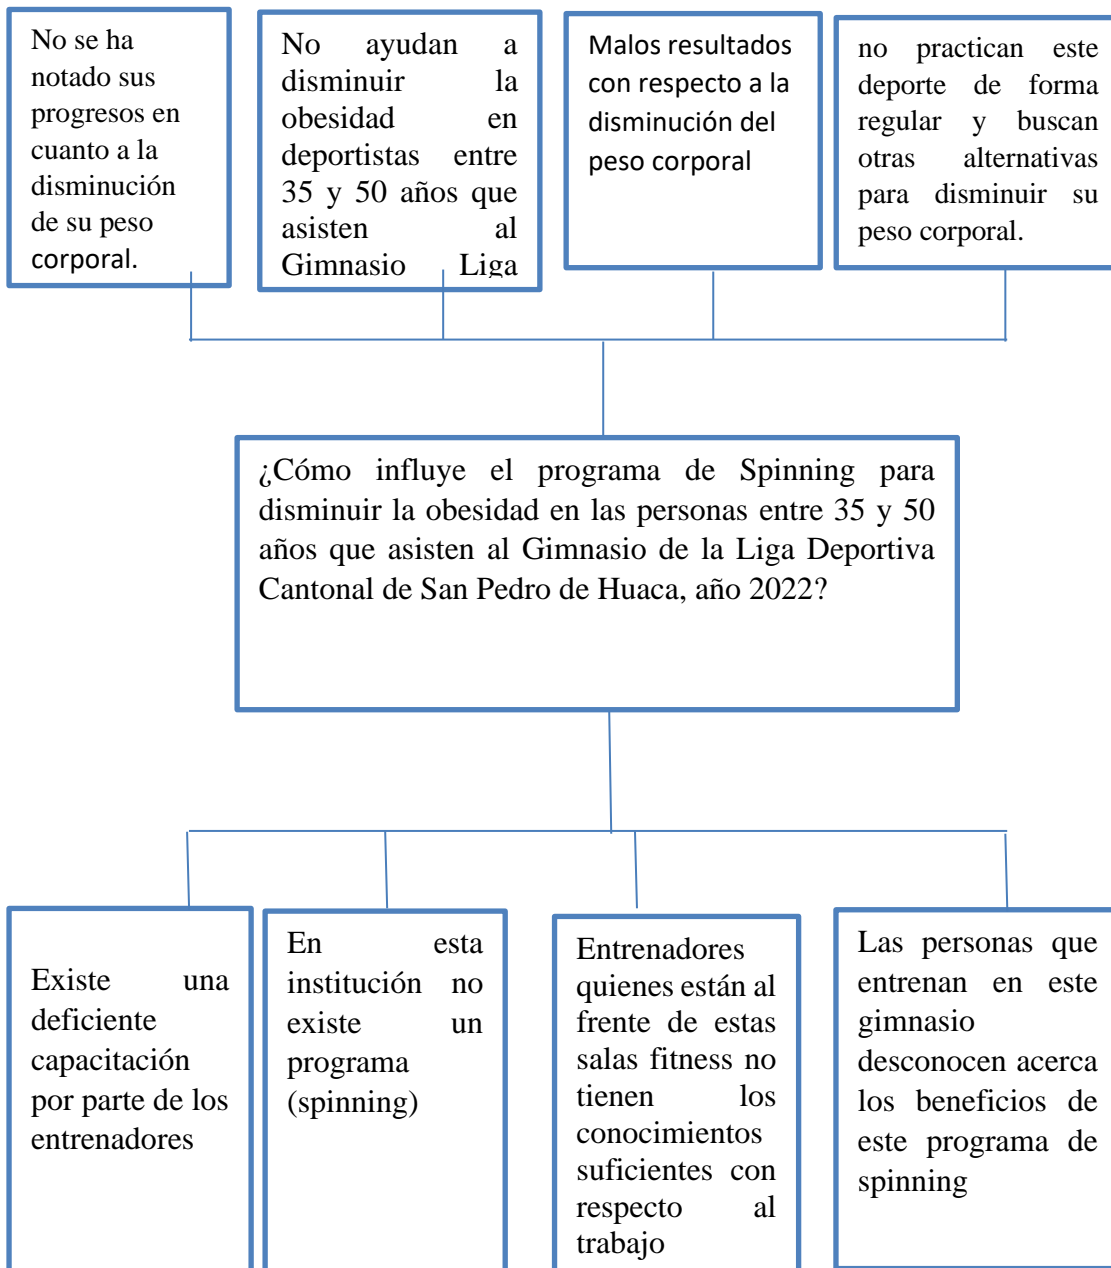 No se ha
notado sus
progresos en
cuanto a la
disminución
de su peso
corporal.
No ayudan a
disminuir la
obesidad en
deportistas entre
35 y 50 años que
asisten al
Gimnasio Liga
Malos resultados
con respecto a la
disminución del
peso corporal
no practican este
deporte de forma
regular y buscan
otras alternativas
para disminuir su
peso corporal.
¿Cómo influye el programa de Spinning para
disminuir la obesidad en las personas entre 35 y 50
años que asisten al Gimnasio de la Liga Deportiva
Cantonal de San Pedro de Huaca, año 2022?
Existe una
deficiente
capacitación
por parte de los
entrenadores
En esta
institución no
existe un
programa
(spinning)
Entrenadores
quienes están al
frente de estas
salas fitness no
tienen los
conocimientos
suficientes con
respecto al
trabajo
Las personas que
entrenan en este
gimnasio
desconocen acerca
los beneficios de
este programa de
spinning